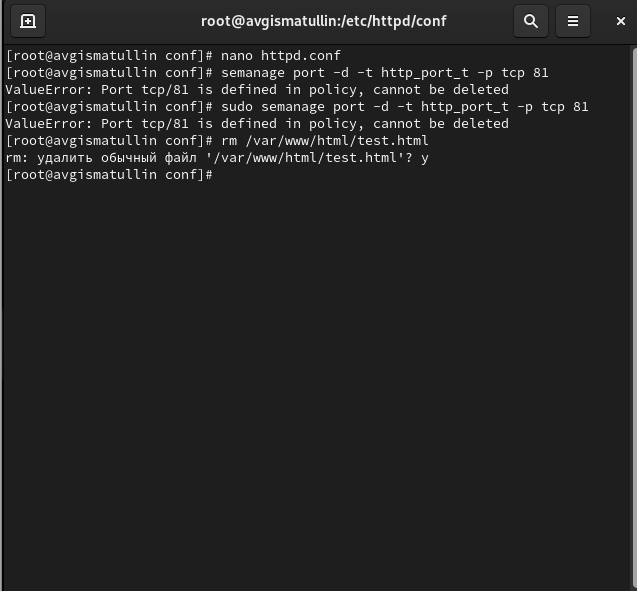 root@avgismatullin:/etc/httpd/conf
[root@avgismatullin conf]# nano httpd.conf
[root@avgismatullin conf]# semanage port -d -t http_port_t -p tcp 81
ValueError: Port tcp/81 is defined in policy, cannot be deleted
[root@avgismatullin conf]# sudo semanage port -d -t http_port_t -p tcp 81
ValueError: Port tcp/81 is defined in policy, cannot be deleted
[root@avgismatullin conf]# rm /var/www/html/test.html
rm: удалить обычный файл '/var/www/html/test.html'? y
[root@avgismatullin conf]#